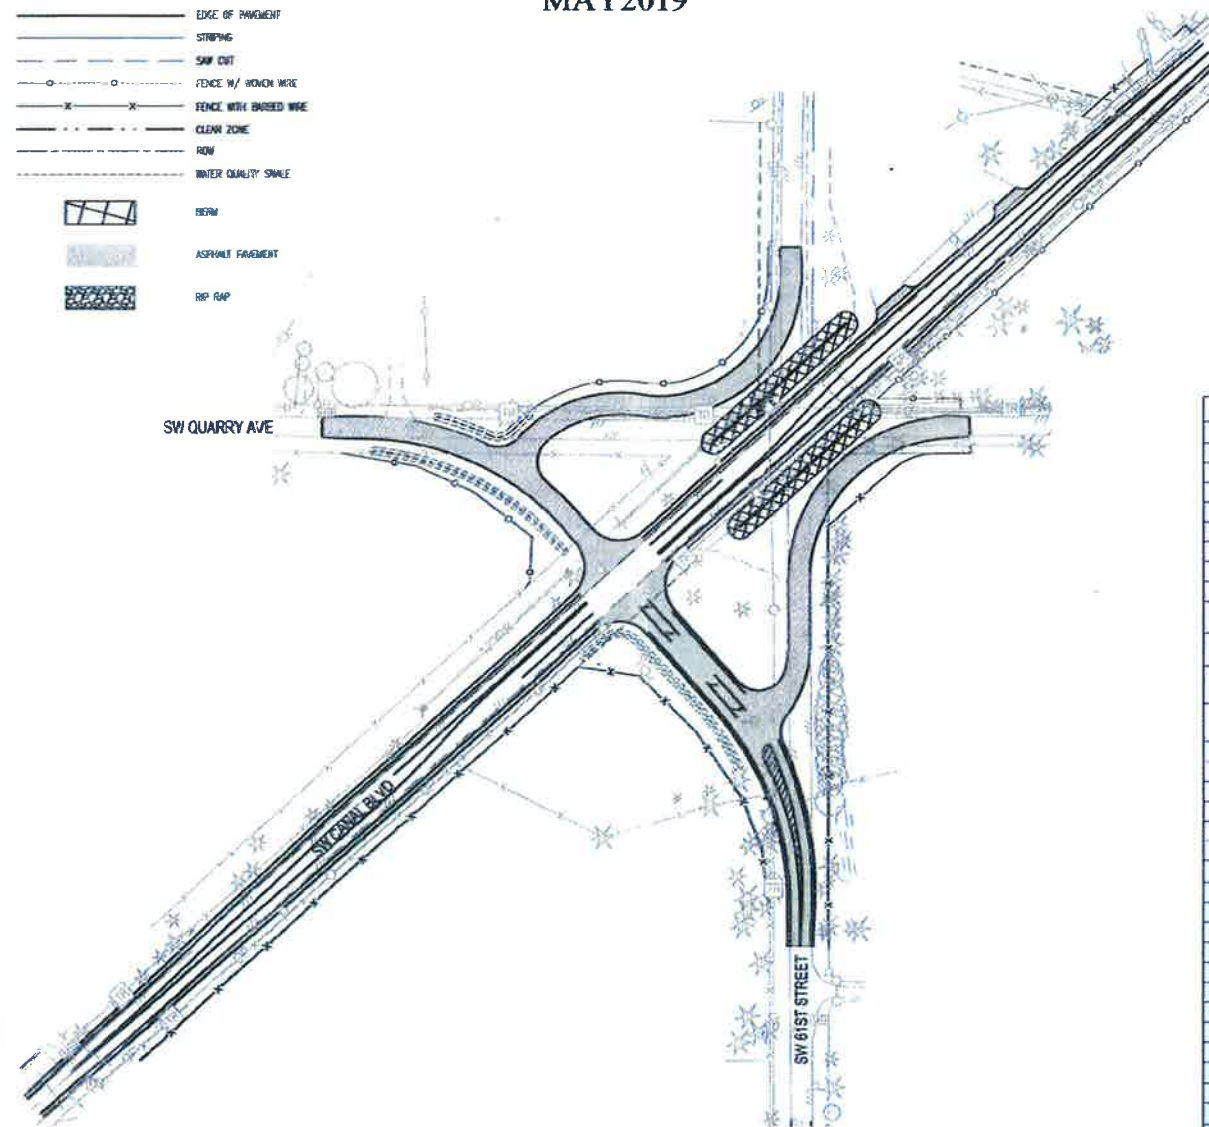 MAY 2019
EDGE OF PAVEMENT
STRIPING
SAW CUT
FENCE W/ WOVEN WIRE
FENCE WITH BARBED WIRE
CLEAR ZONE
ROW
WATER QUALITY SWALE
BERM
ASPHALT PAVEMENT
RIP RAP
SW QUARRY AVE
SW CANAL BLVD
SW 61ST STREET